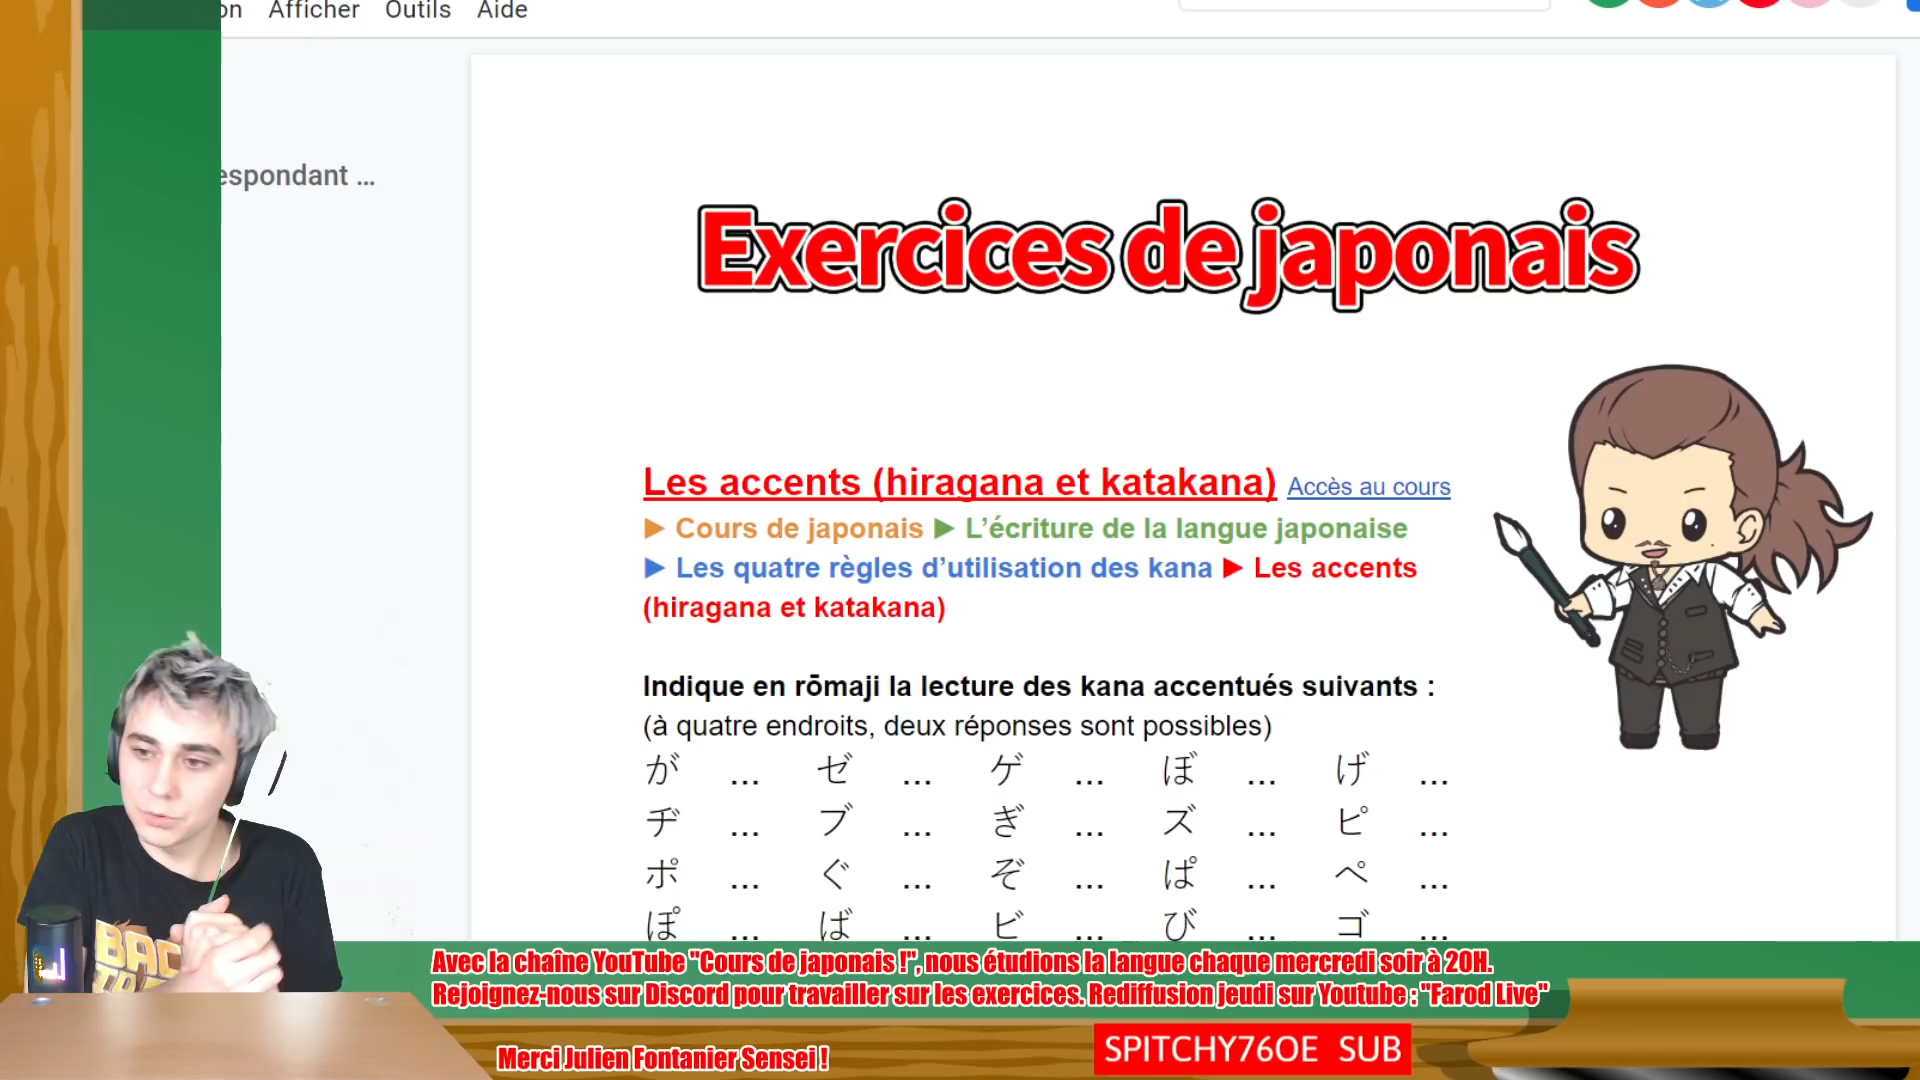 on Afficher Outils Aide
espondant ...
Exercices de japonais
Les accents (hiragana et katakana) Accès au cours
► Cours de japonais ► L’écriture de la langue japonaise
► Les quatre règles d’utilisation des kana ► Les accents
(hiragana et katakana)
Indique en rōmaji la lecture des kana accentués suivants :
(à quatre endroits, deux réponses sont possibles)
が ... ゼ ... ゲ ... ぼ ... げ ...
ヂ ... ブ ... ぎ ... ズ ... ピ ...
ポ ... ぐ ... ぞ ... ぱ ... ペ ...
ぽ ... ば ... ビ ... び ... ゴ ...
BAC
Avec la chaîne YouTube "Cours de japonais !", nous étudions la langue chaque mercredi soir à 20H.
Rejoignez-nous sur Discord pour travailler sur les exercices. Rediffusion jeudi sur Youtube : "Farod Live"
Merci Julien Fontanier Sensei !
SPITCHY76OE SUB